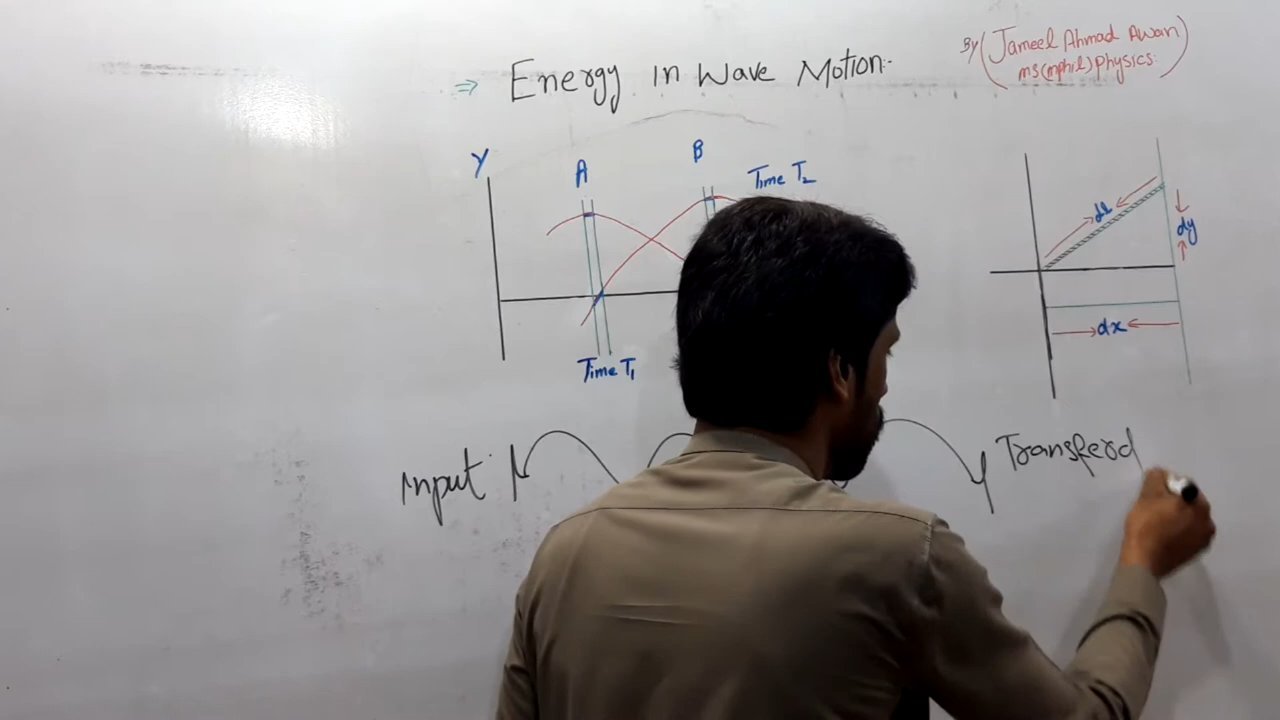 ⇒ Energy in Wave Motion:-
By (Jameel Ahmad Awan)
ms(mphil)physics.
Y
A
B
Time T2
Time T1
dl
dy
dx
input
Transferd